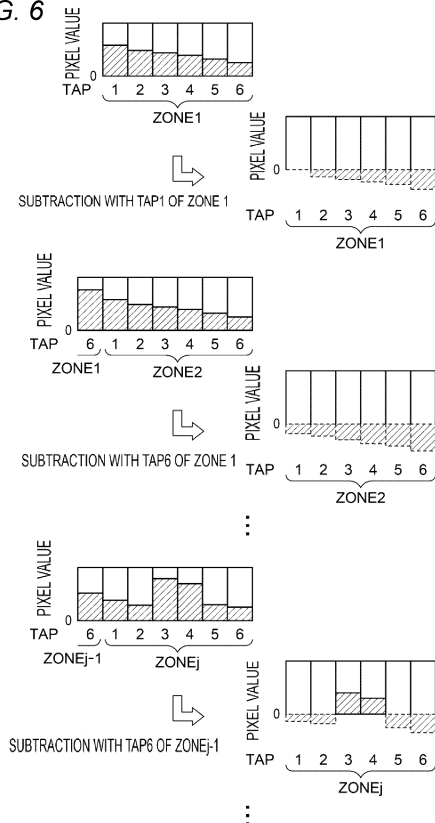 G. 6
PIXEL VALUE
0
TAP 1 2 3 4 5 6
ZONE1
SUBTRACTION WITH TAP1 OF ZONE 1
PIXEL VALUE
0
TAP 1 2 3 4 5 6
ZONE1
PIXEL VALUE
0
TAP 6 1 2 3 4 5 6
ZONE1 ZONE2
SUBTRACTION WITH TAP6 OF ZONE 1
PIXEL VALUE
0
TAP 1 2 3 4 5 6
ZONE2
PIXEL VALUE
0
TAP 6 1 2 3 4 5 6
ZONEj-1 ZONEj
SUBTRACTION WITH TAP6 OF ZONEj-1
PIXEL VALUE
0
TAP 1 2 3 4 5 6
ZONEj